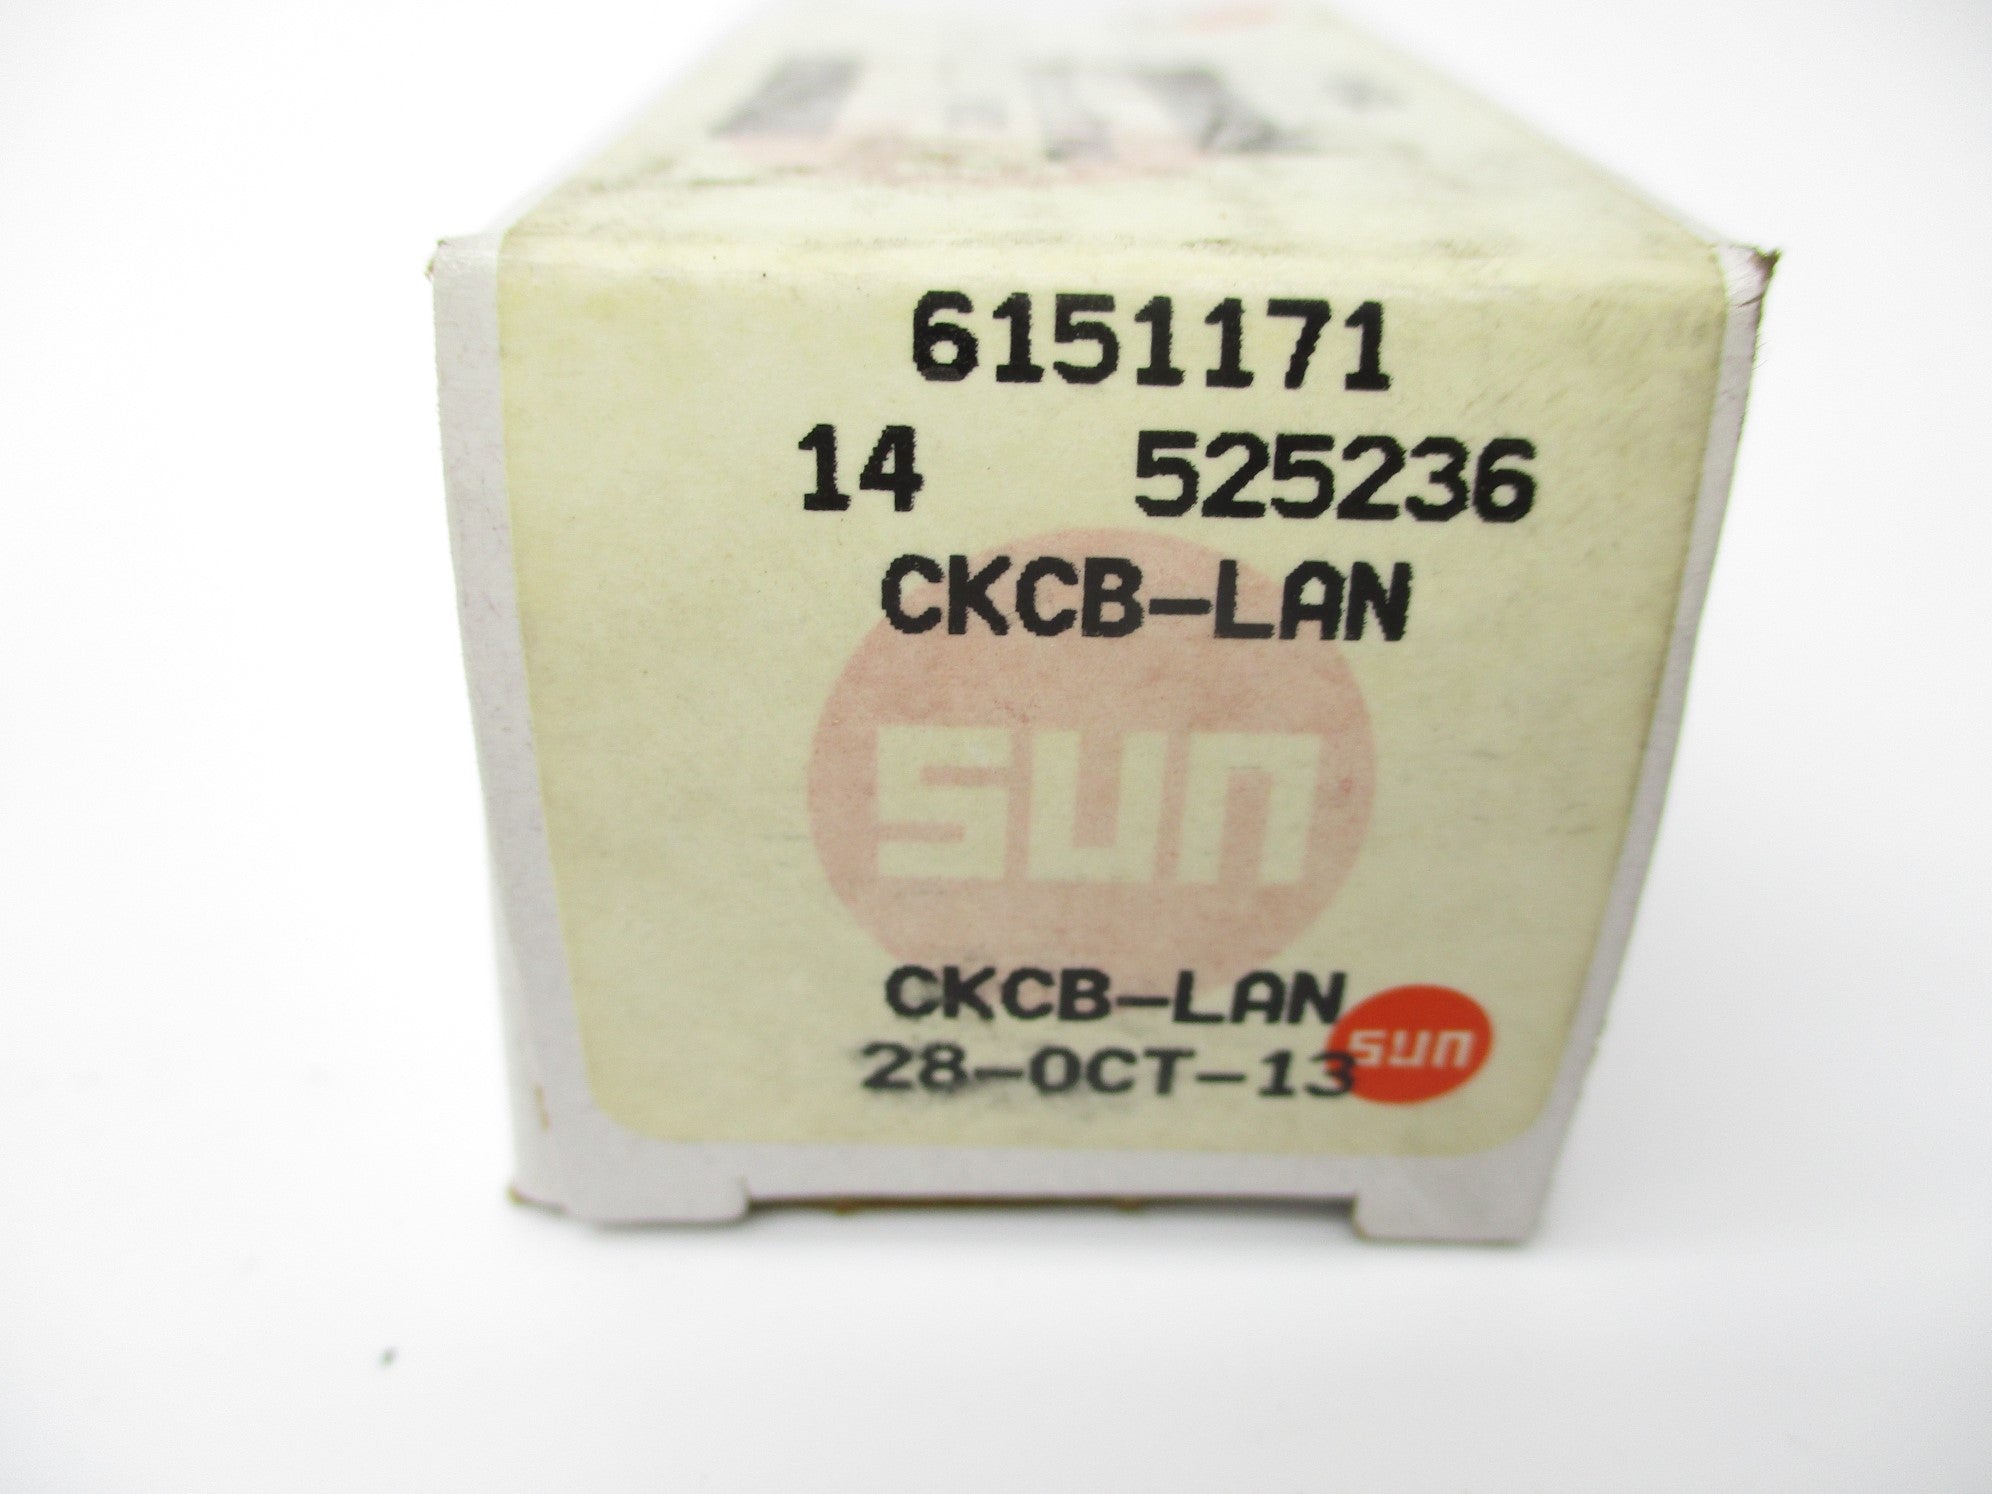 6151171
14 525236
CKCB-LAN
sun
CKCB-LAN
28-OCT-13
sun